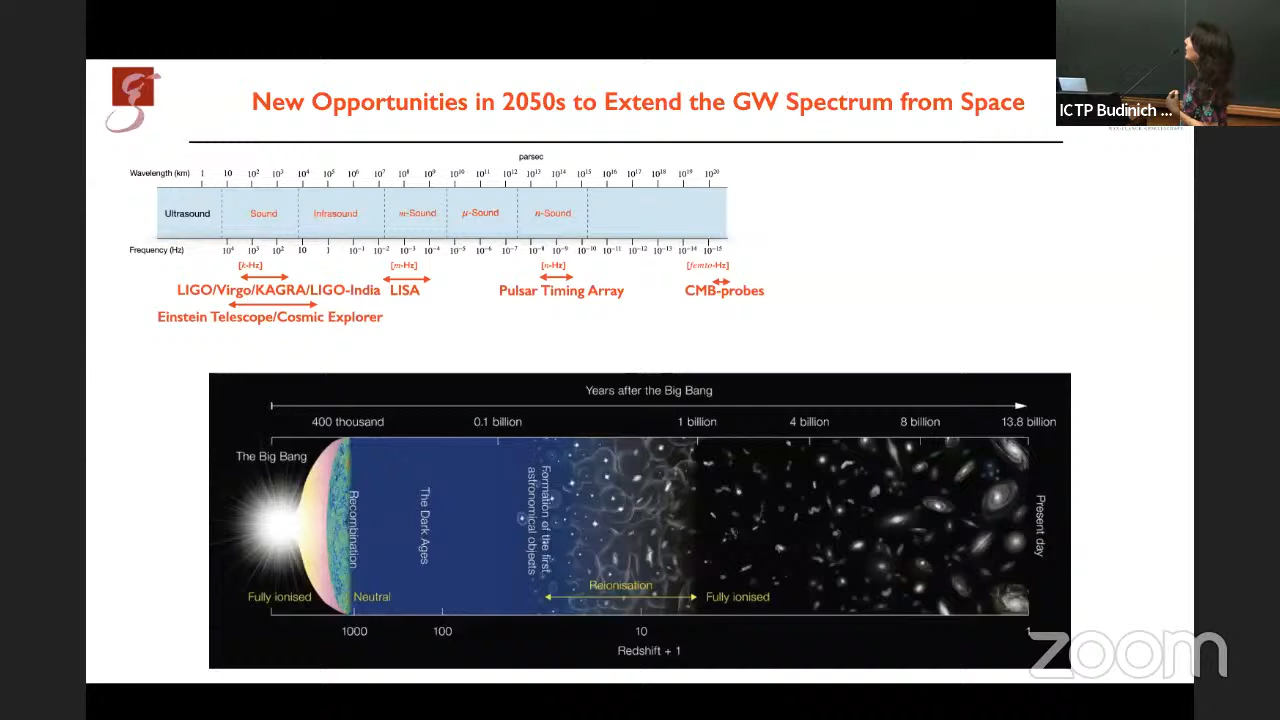 New Opportunities in 2050s to Extend the GW Spectrum from Space
ICTP Budinich ...
parsec
Wavelength (km) 1 10 10² 10³ 10⁴ 10⁵ 10⁶ 10⁷ 10⁸ 10⁹ 10¹⁰ 10¹¹ 10¹² 10¹³ 10¹⁴ 10¹⁵ 10¹⁶ 10¹⁷ 10¹⁸ 10¹⁹ 10²⁰
Ultrasound Sound Infrasound m-Sound μ-Sound n-Sound
Frequency (Hz) 10⁴ 10³ 10² 10 1 10⁻¹ 10⁻² 10⁻³ 10⁻⁴ 10⁻⁵ 10⁻⁶ 10⁻⁷ 10⁻⁸ 10⁻⁹ 10⁻¹⁰ 10⁻¹¹ 10⁻¹² 10⁻¹³ 10⁻¹⁴ 10⁻¹⁵
[k-Hz] [m-Hz] [n-Hz] [femto-Hz]
LIGO/Virgo/KAGRA/LIGO-India LISA Pulsar Timing Array CMB-probes
Einstein Telescope/Cosmic Explorer
Years after the Big Bang
400 thousand 0.1 billion 1 billion 4 billion 8 billion 13.8 billion
The Big Bang
Recombination
The Dark Ages
Formation of the first
astronomical objects
Present day
Reionisation
Fully ionised Neutral Fully ionised
1000 100 10 1
Redshift + 1
zoom